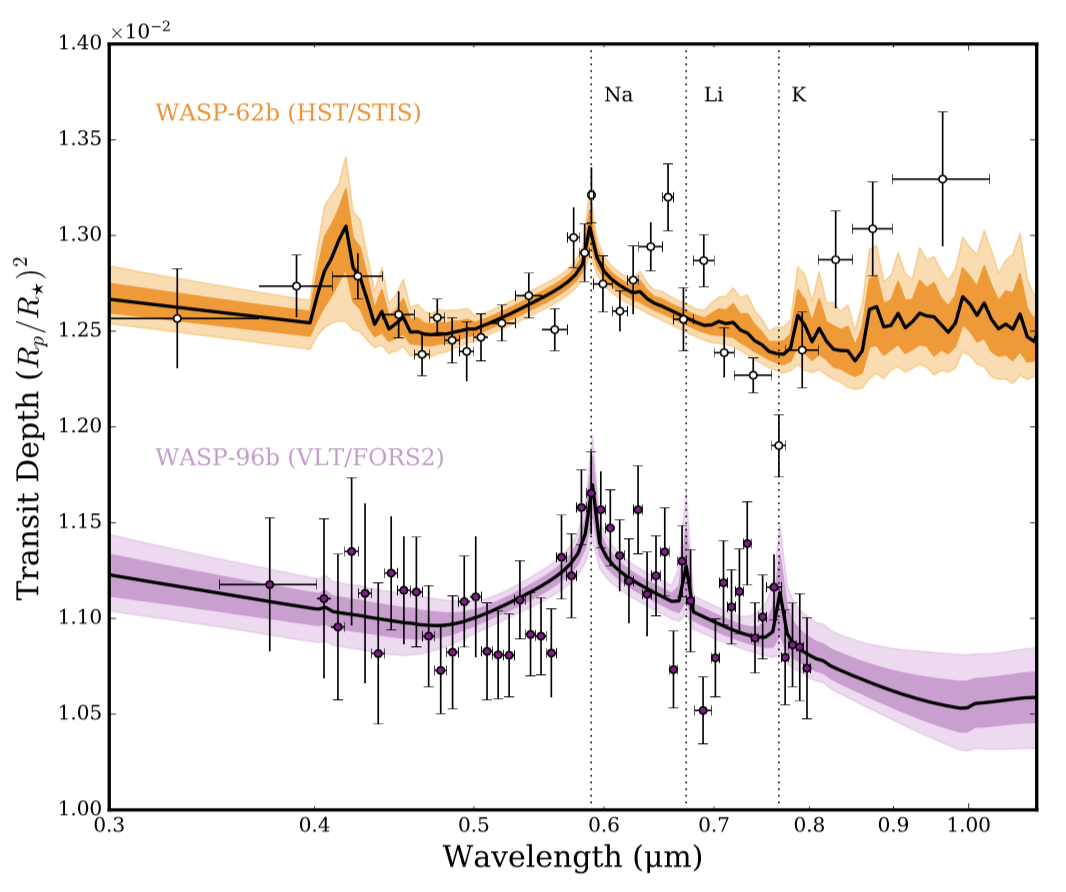 ×10⁻²
1.40
1.35
1.30
1.25
1.20
1.15
1.10
1.05
1.00
Transit Depth (Rₚ/R⋆)²
WASP-62b (HST/STIS)
Na
Li
K
WASP-96b (VLT/FORS2)
0.3
0.4
0.5
0.6
0.7
0.8
0.9
1.00
Wavelength (μm)